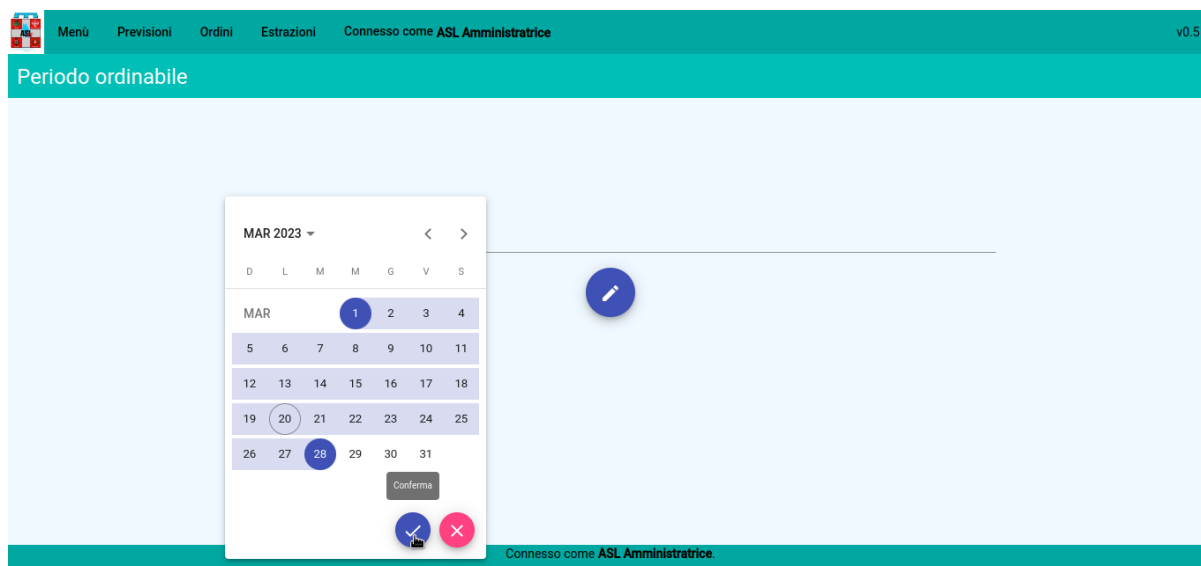 ASL Menù Previsioni Ordini Estrazioni Connesso come ASL Amministratrice v0.5
Periodo ordinabile
MAR 2023
D L M M G V S
MAR 1 2 3 4
5 6 7 8 9 10 11
12 13 14 15 16 17 18
19 20 21 22 23 24 25
26 27 28 29 30 31
Conferma
Connesso come ASL Amministratrice.